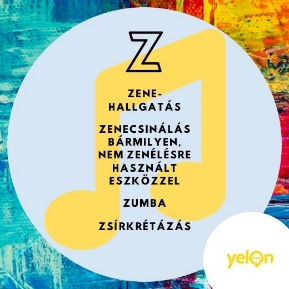 Z
ZENE-
HALLGATÁS
ZENECSINÁLÁS
BÁRMILYEN,
NEM ZENÉLÉSRE
HASZNÁLT
ESZKÖZZEL
ZUMBA
ZSÍRKRÉTÁZÁS
yelon